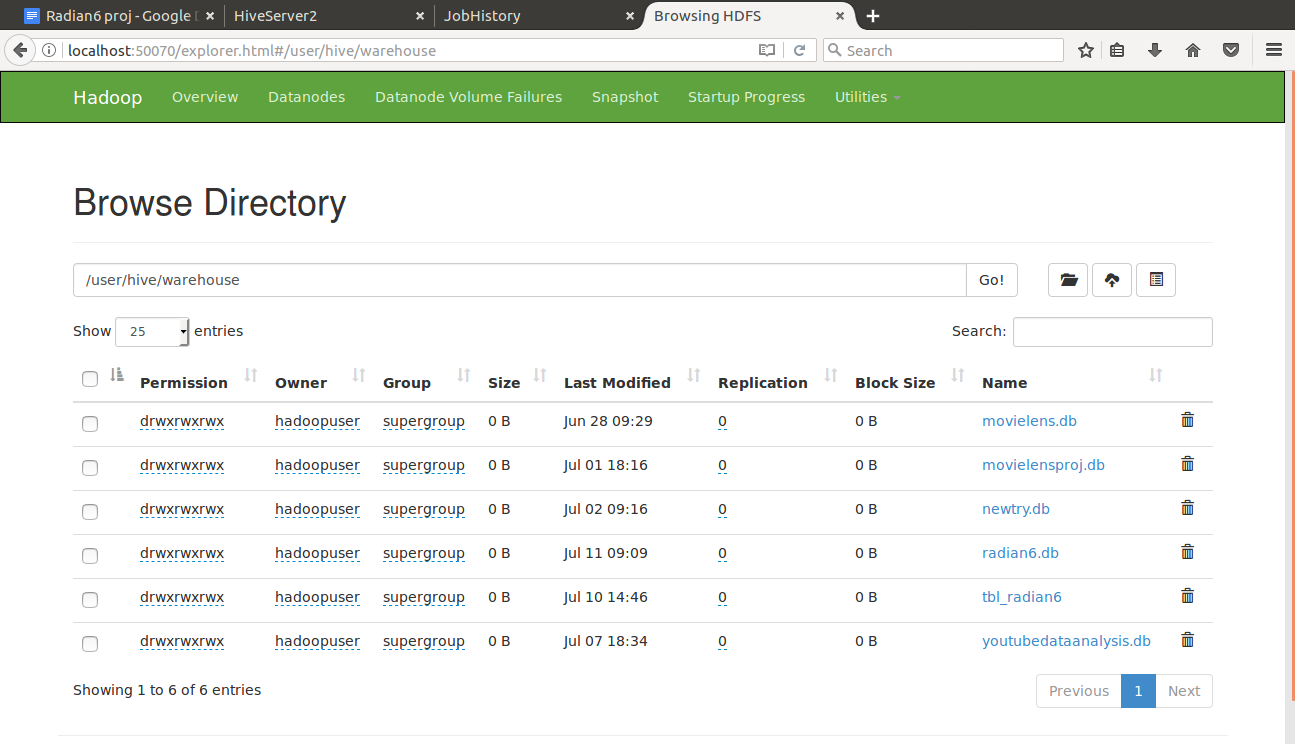 Radian6 proj - Google D HiveServer2 JobHistory Browsing HDFS
localhost:50070/explorer.html#/user/hive/warehouse Search
Hadoop Overview Datanodes Datanode Volume Failures Snapshot Startup Progress Utilities
Browse Directory
/user/hive/warehouse Go!
Show 25 entries Search:
Permission Owner Group Size Last Modified Replication Block Size Name
drwxrwxrwx hadoopuser supergroup 0 B Jun 28 09:29 0 0 B movielens.db
drwxrwxrwx hadoopuser supergroup 0 B Jul 01 18:16 0 0 B movielensproj.db
drwxrwxrwx hadoopuser supergroup 0 B Jul 02 09:16 0 0 B newtry.db
drwxrwxrwx hadoopuser supergroup 0 B Jul 11 09:09 0 0 B radian6.db
drwxrwxrwx hadoopuser supergroup 0 B Jul 10 14:46 0 0 B tbl_radian6
drwxrwxrwx hadoopuser supergroup 0 B Jul 07 18:34 0 0 B youtubedataanalysis.db
Showing 1 to 6 of 6 entries Previous 1 Next